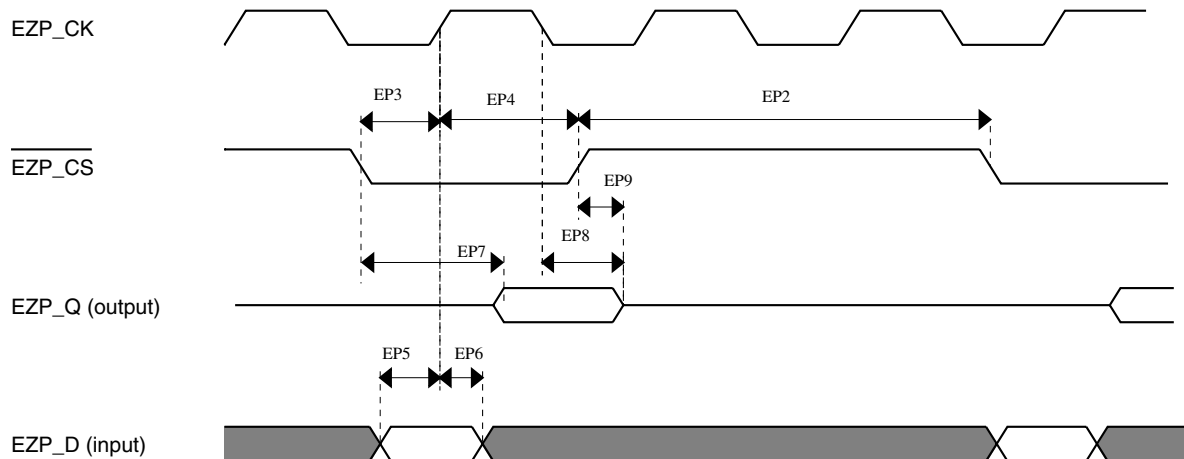 EZP_CK
EP3
EP4
EP2
EZP_CS
EP9
EP8
EP7
EZP_Q (output)
EP5
EP6
EZP_D (input)